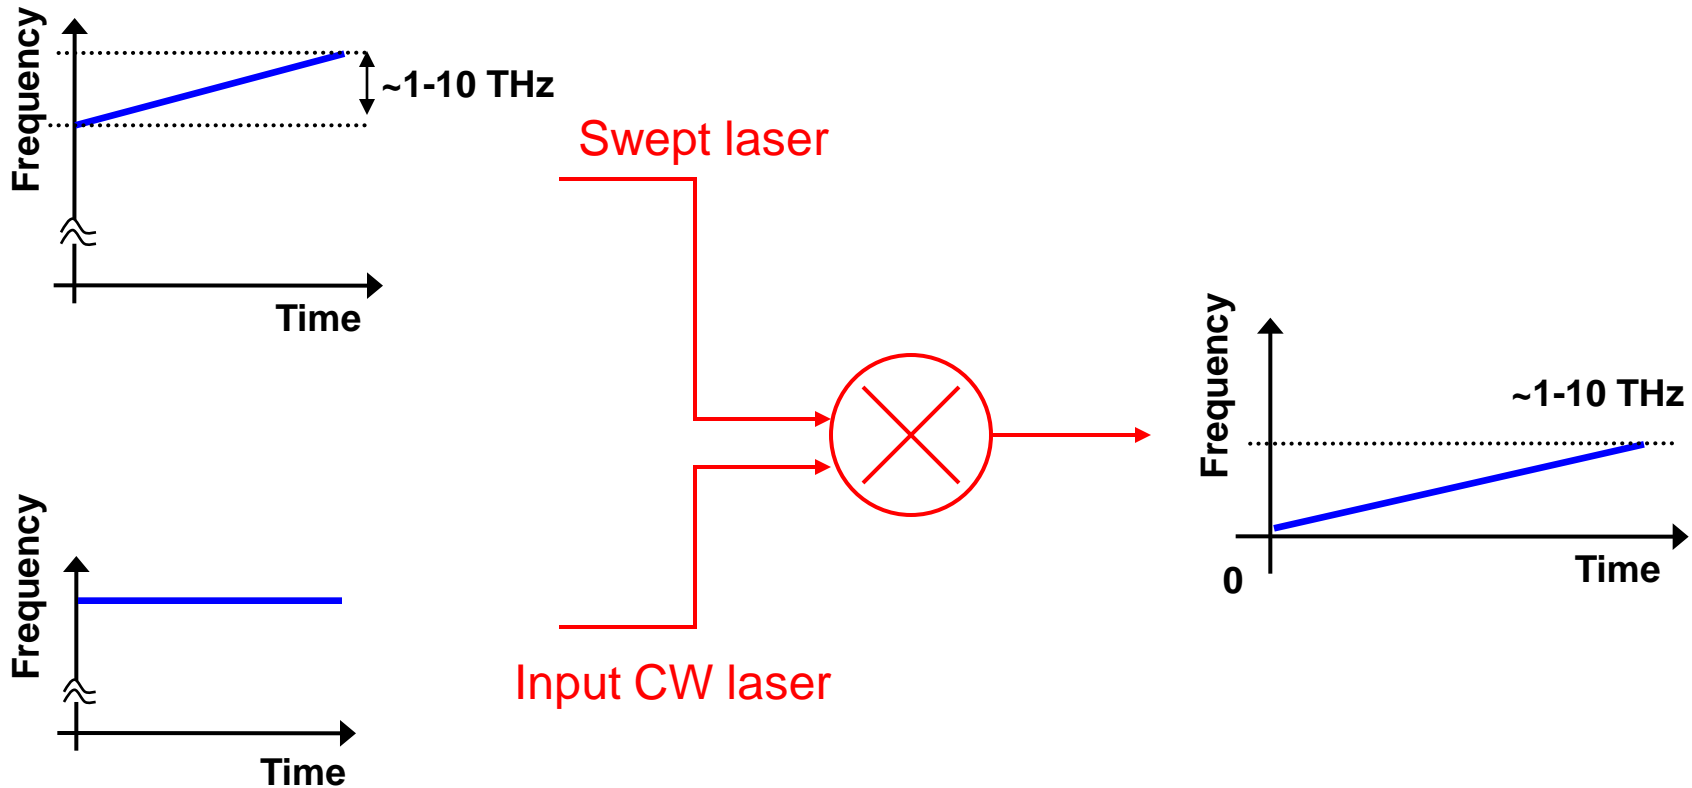 Frequency
~1-10 THz
Time
Swept laser
Frequency
Time
Input CW laser
Frequency
~1-10 THz
0
Time